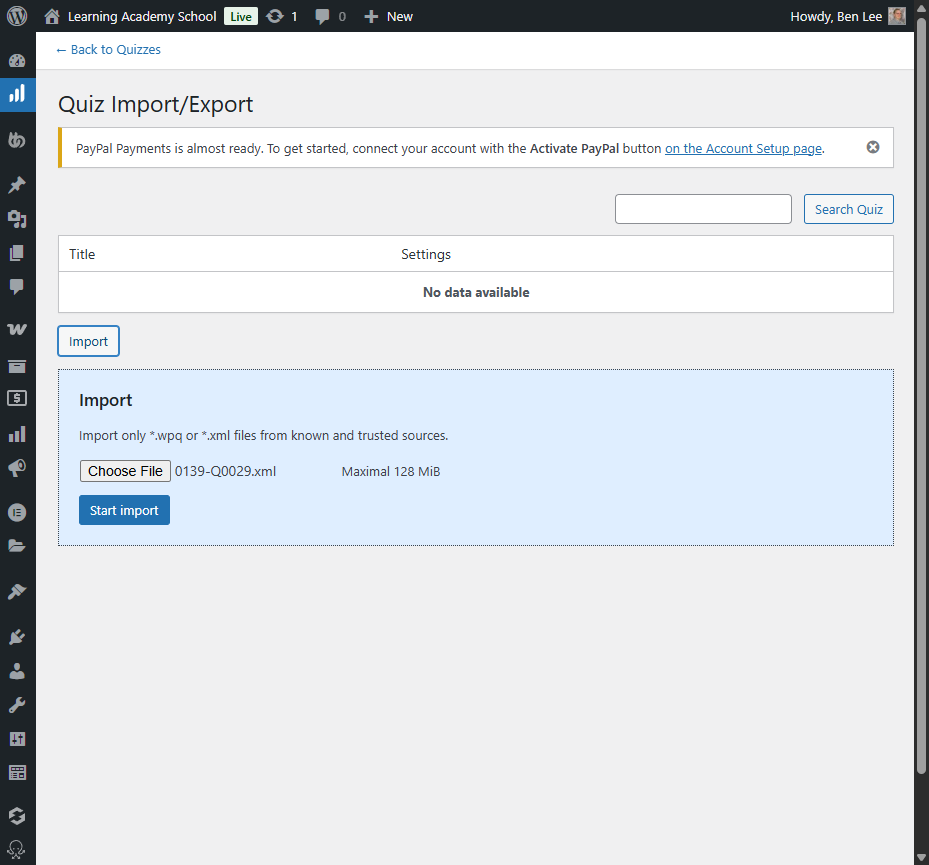 Learning Academy School Live 1 0 New Howdy, Ben Lee
← Back to Quizzes
Quiz Import/Export
PayPal Payments is almost ready. To get started, connect your account with the Activate PayPal button on the Account Setup page.
Search Quiz
Title Settings
No data available
Import
Import
Import only *.wpq or *.xml files from known and trusted sources.
Choose File 0139-Q0029.xml Maximal 128 MiB
Start import